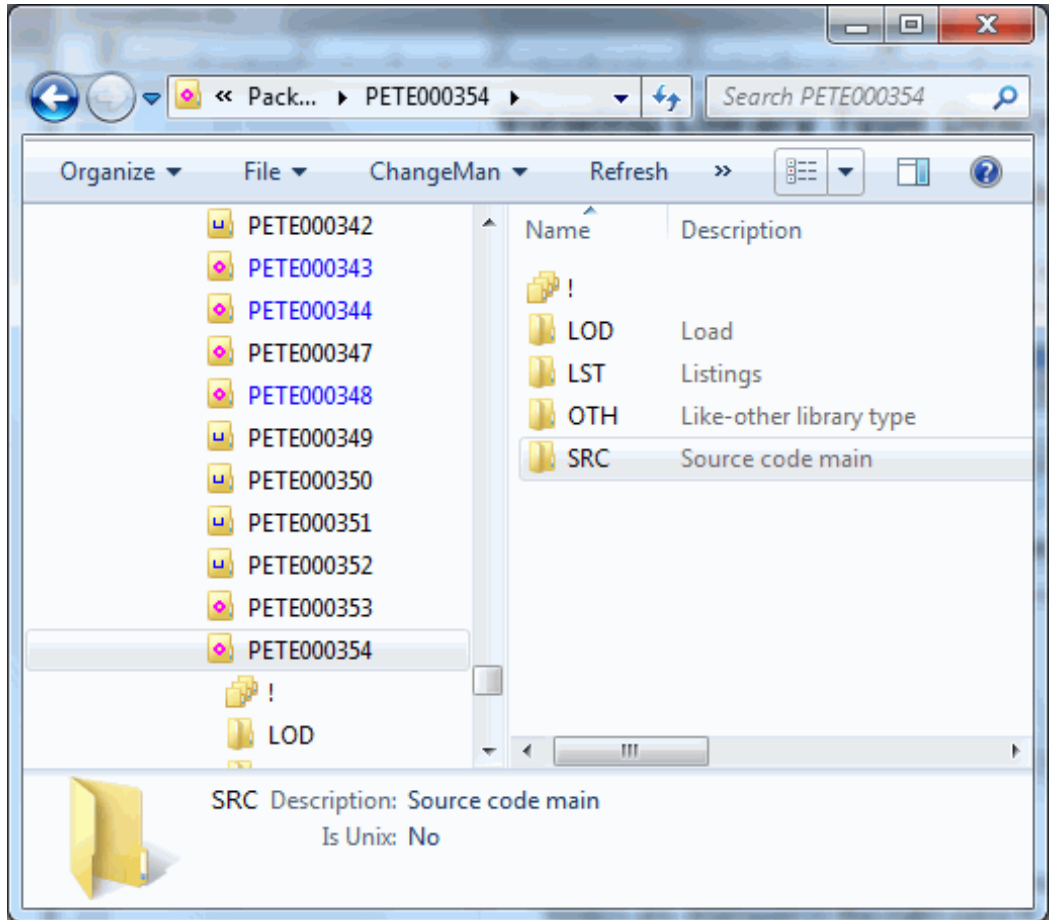 « Pack... PETE000354
Search PETE000354
Organize File ChangeMan Refresh »
PETE000342
PETE000343
PETE000344
PETE000347
PETE000348
PETE000349
PETE000350
PETE000351
PETE000352
PETE000353
PETE000354
!
LOD
Name Description
!
LOD Load
LST Listings
OTH Like-other library type
SRC Source code main
SRC Description: Source code main
Is Unix: No